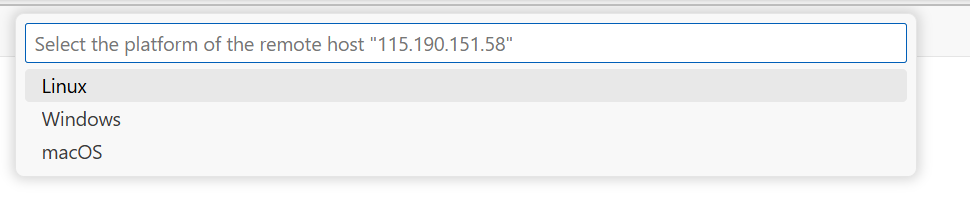 Select the platform of the remote host "115.190.151.58"
Linux
Windows
macOS